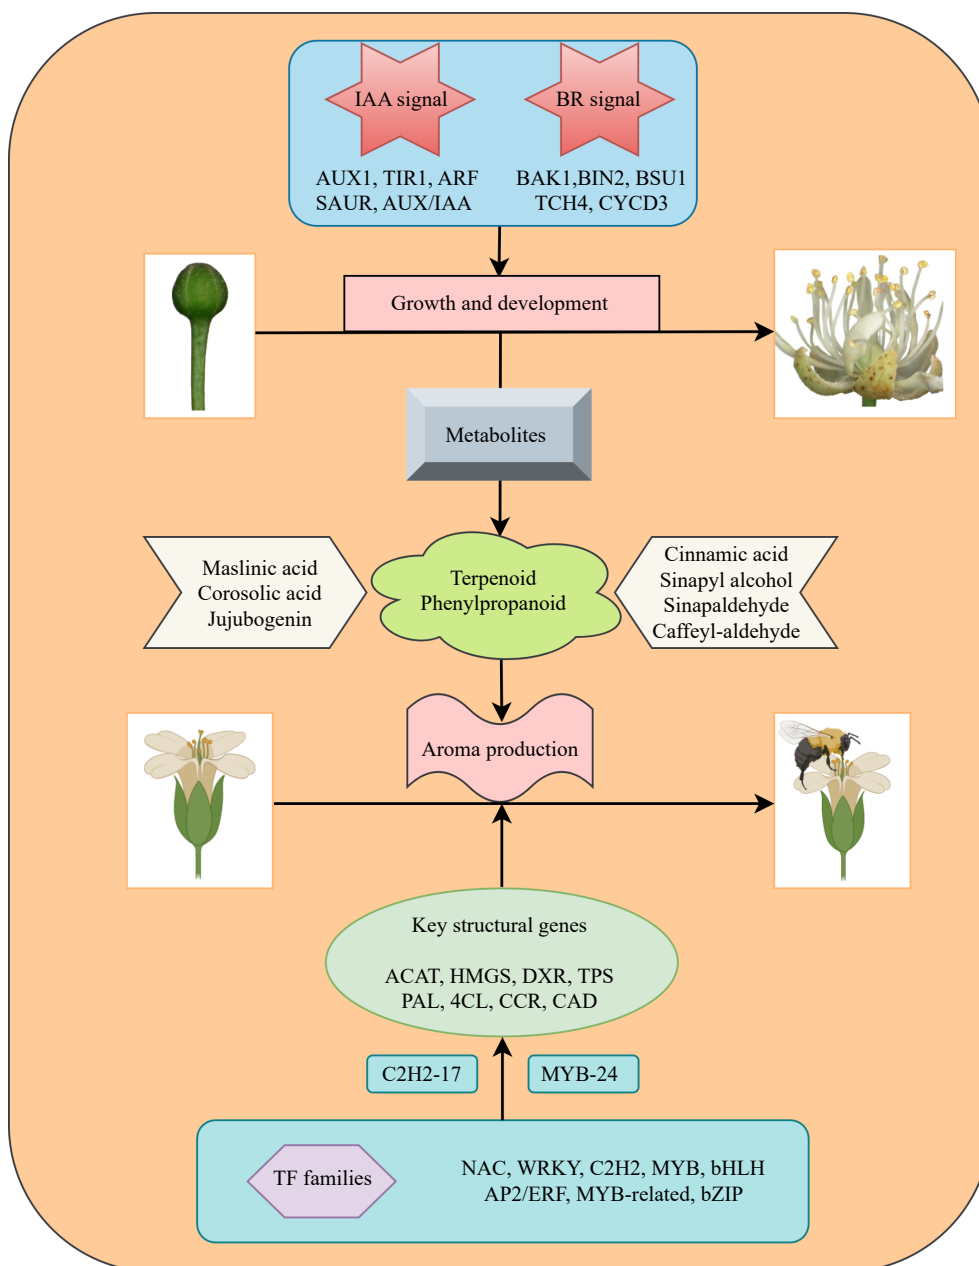 IAA signal
BR signal
AUX1, TIR1, ARF
SAUR, AUX/IAA
BAK1,BIN2, BSU1
TCH4, CYCD3
Growth and development
Metabolites
Maslinic acid
Corosolic acid
Jujubogenin
Terpenoid
Phenylpropanoid
Cinnamic acid
Sinapyl alcohol
Sinapaldehyde
Caffeyl-aldehyde
Aroma production
Key structural genes
ACAT, HMGS, DXR, TPS
PAL, 4CL, CCR, CAD
C2H2-17
MYB-24
TF families
NAC, WRKY, C2H2, MYB, bHLH
AP2/ERF, MYB-related, bZIP